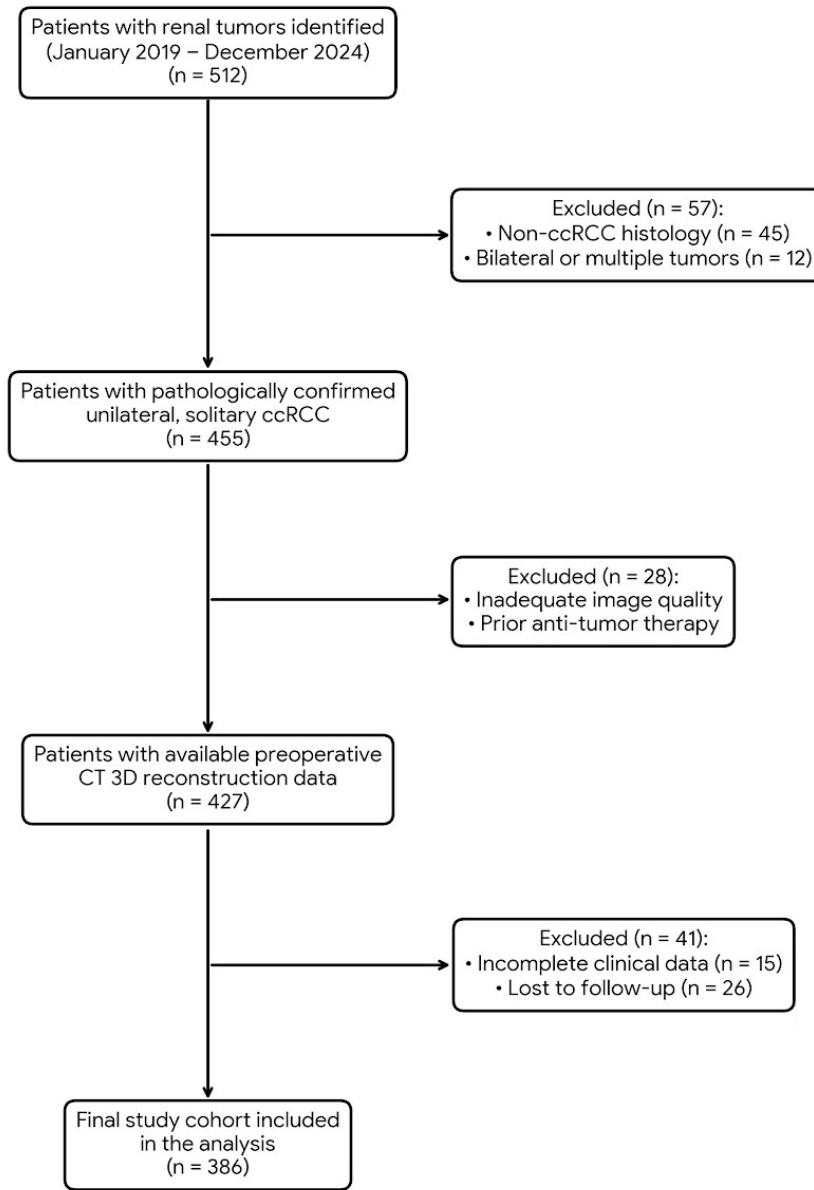 Patients with renal tumors identified
(January 2019 – December 2024)
(n = 512)
Excluded (n = 57):
• Non-ccRCC histology (n = 45)
• Bilateral or multiple tumors (n = 12)
Patients with pathologically confirmed
unilateral, solitary ccRCC
(n = 455)
Excluded (n = 28):
• Inadequate image quality
• Prior anti-tumor therapy
Patients with available preoperative
CT 3D reconstruction data
(n = 427)
Excluded (n = 41):
• Incomplete clinical data (n = 15)
• Lost to follow-up (n = 26)
Final study cohort included
in the analysis
(n = 386)